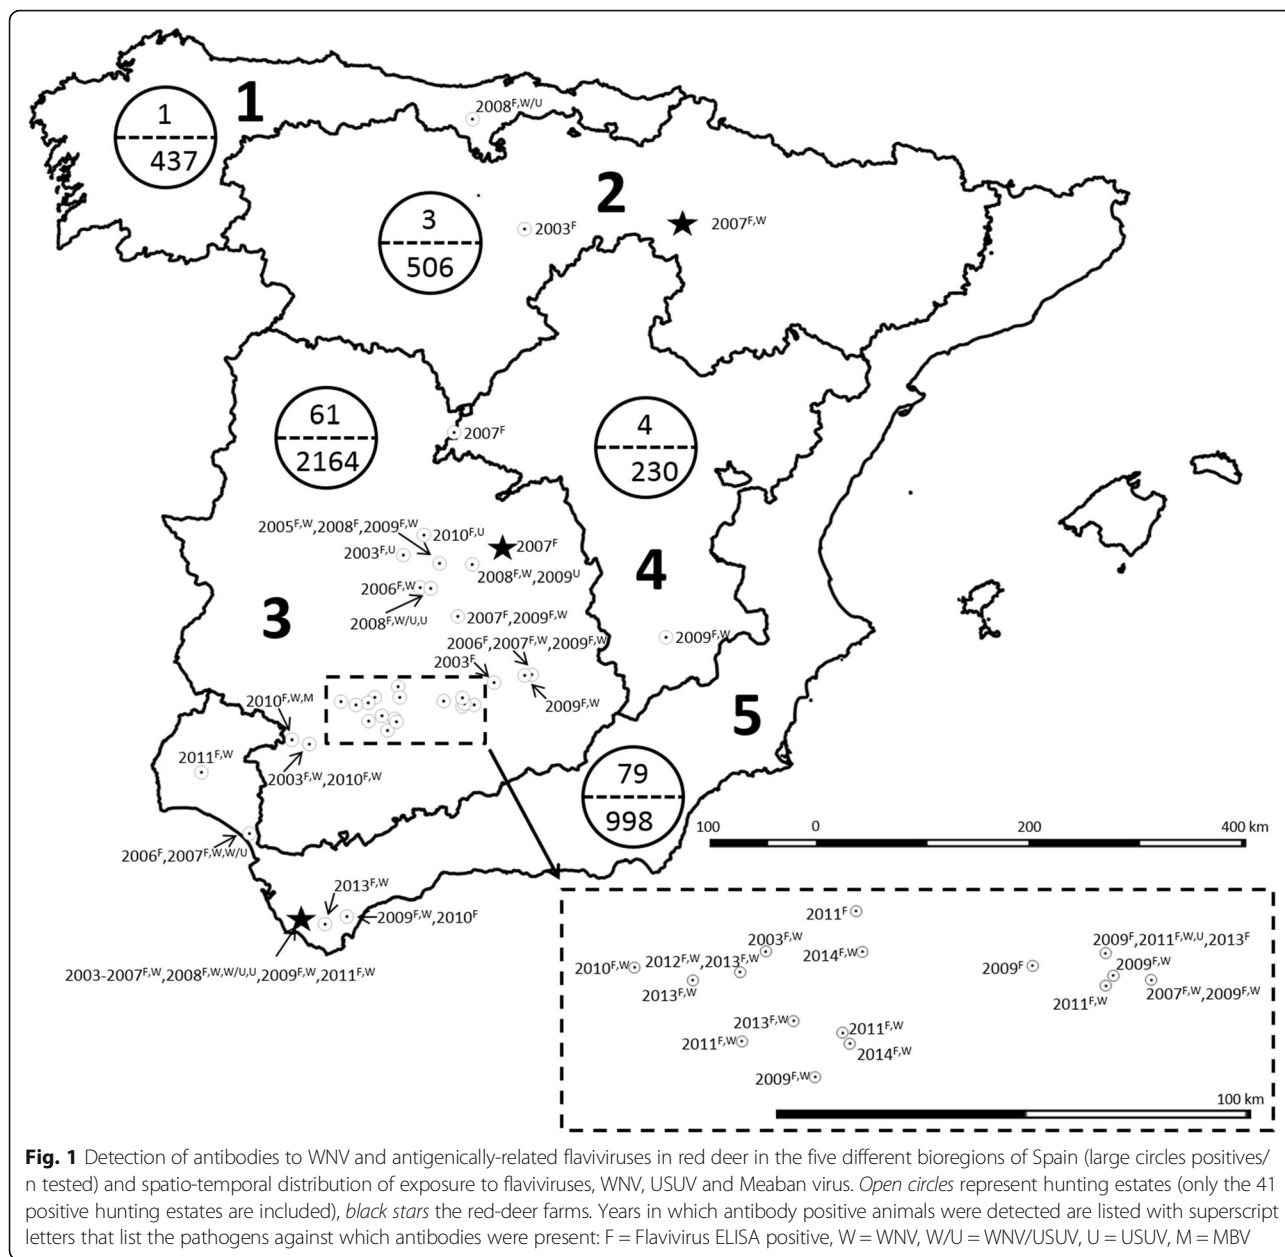 1
1
437
2008F,W/U
2
3
506
2003F
2007F,W
61
2164
2007F
4
230
2005F,W,2008F,2009F,W
2010F,U
2003F,U
2007F
2008F,W,2009U
2006F,W
2008F,W/U,U
4
3
2007F,2009F,W
2006F,2007F,W,2009F,W
2009F,W
2003F
2009F,W
5
2010F,W,M
2011F,W
2003F,W,2010F,W
79
998
100 0 200 400 km
2006F,2007F,W,W/U
2013F,W
2009F,W,2010F
2003-2007F,W,2008F,W,W/U,U,2009F,W,2011F,W
2011F
2003F,W
2014F,W
2010F,W
2012F,W,2013F,W
2013F,W
2009F
2009F,2011F,W,U,2013F
2009F,W
2011F,W
2007F,W,2009F,W
2013F,W
2011F,W
2011F,W
2014F,W
2009F,W
100 km
Fig. 1 Detection of antibodies to WNV and antigenically-related flaviviruses in red deer in the five different bioregions of Spain (large circles positives/
n tested) and spatio-temporal distribution of exposure to flaviviruses, WNV, USUV and Meaban virus. Open circles represent hunting estates (only the 41
positive hunting estates are included), black stars the red-deer farms. Years in which antibody positive animals were detected are listed with superscript
letters that list the pathogens against which antibodies were present: F = Flavivirus ELISA positive, W = WNV, W/U = WNV/USUV, U = USUV, M = MBV